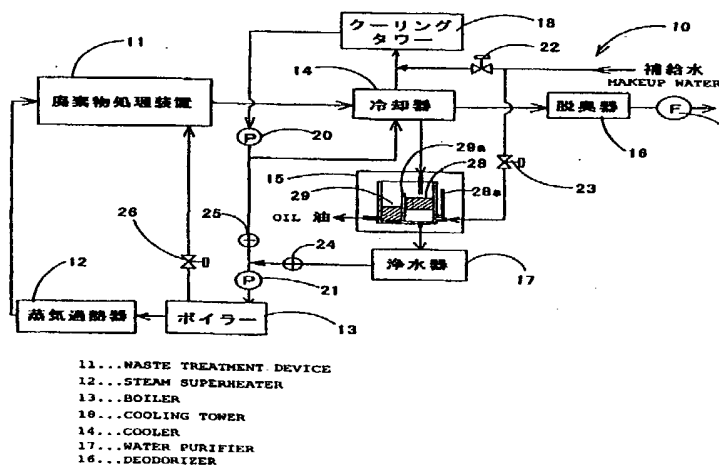 11
廃棄物処理装置
クーリング
タワー
18
22
10
14
冷却器
補給水
MAKEUP WATER
脱臭器
F
20
P
16
29a
15
28
28a
29
23
25
OIL 油
26
24
浄水器
17
12
P
21
蒸気過熱器
ボイラー
13
11...WASTE TREATMENT DEVICE
12...STEAM SUPERHEATER
13...BOILER
18...COOLING TOWER
14...COOLER
17...WATER PURIFIER
16...DEODORIZER